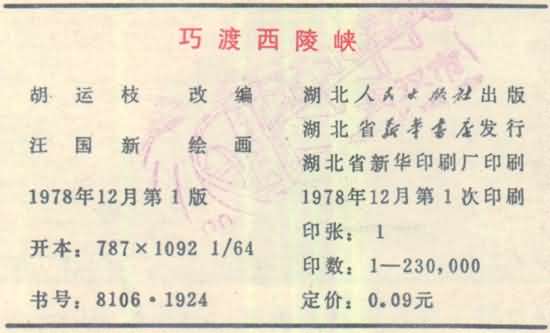 巧渡西陵峡
胡运枝 改编
汪国新 绘画
1978年12月第1版
开本：787×1092 1/64
书号：8106·1924
湖北人民出版社出版
湖北省新华书店发行
湖北省新华印刷厂印刷
1978年12月第1次印刷
印张：1
印数：1—230,000
定价：0.09元